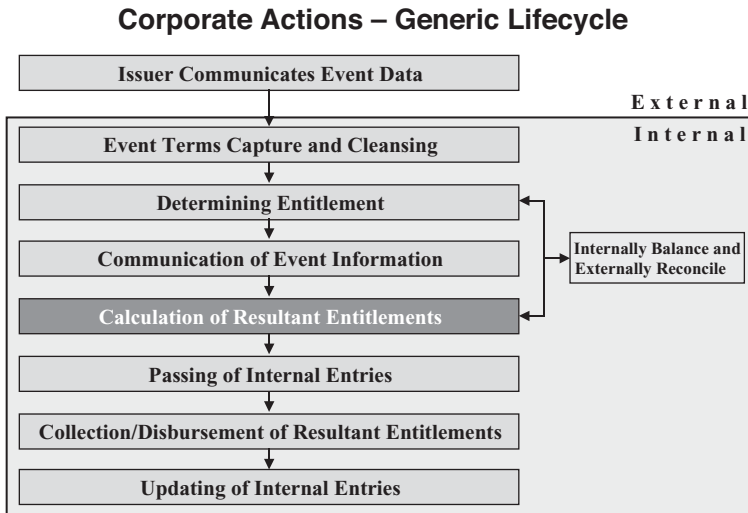 Corporate Actions – Generic Lifecycle
Issuer Communicates Event Data
External
Internal
Event Terms Capture and Cleansing
Determining Entitlement
Internally Balance and
Externally Reconcile
Communication of Event Information
Calculation of Resultant Entitlements
Passing of Internal Entries
Collection/Disbursement of Resultant Entitlements
Updating of Internal Entries